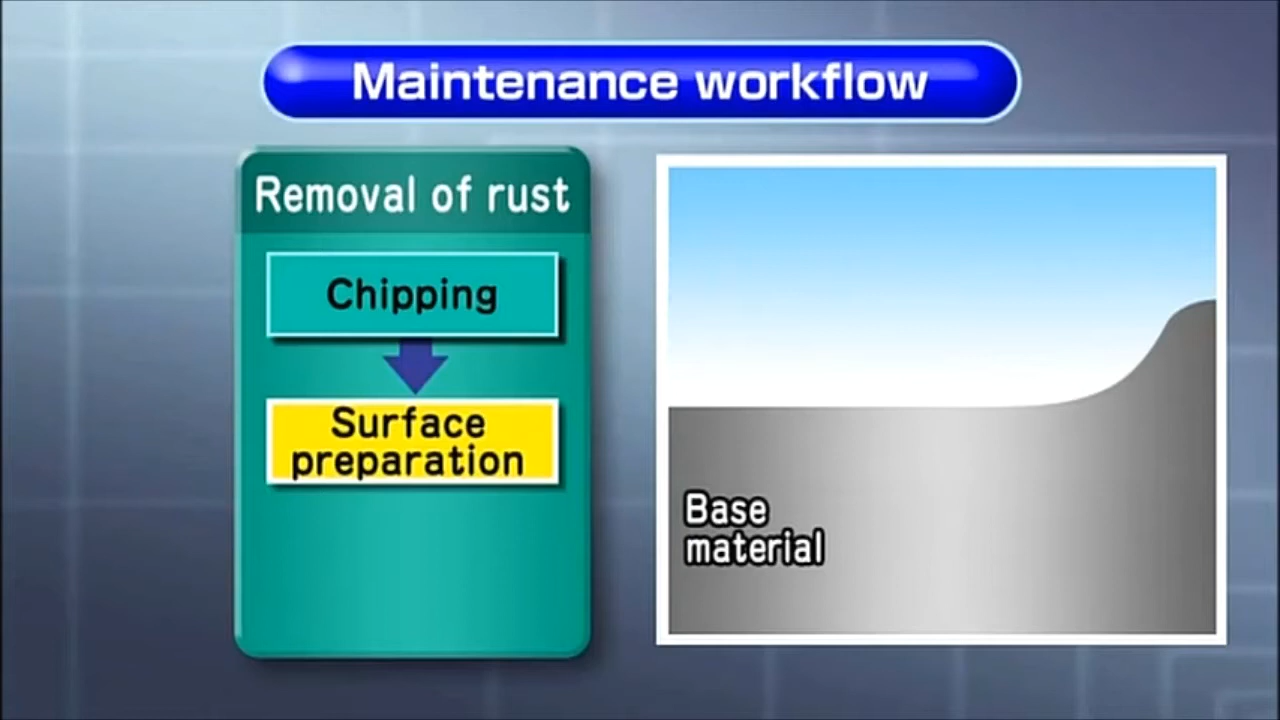 Maintenance workflow
Removal of rust
Chipping
Surface
preparation
Base
material